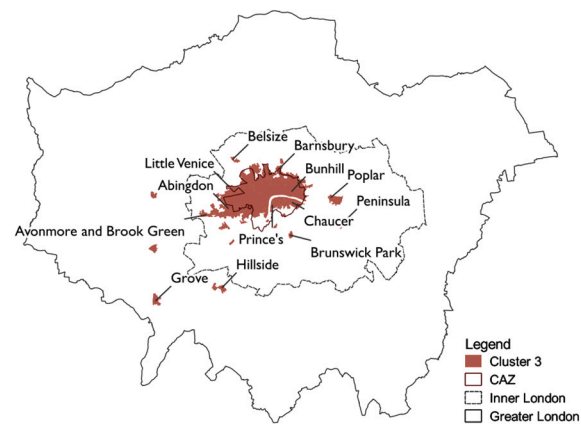 Belsize
Barnsbury
Little Venice
Bunhill
Poplar
Abingdon
Peninsula
Chaucer
Avonmore and Brook Green
Prince's
Brunswick Park
Hillside
Grove
Legend
Cluster 3
CAZ
Inner London
Greater London